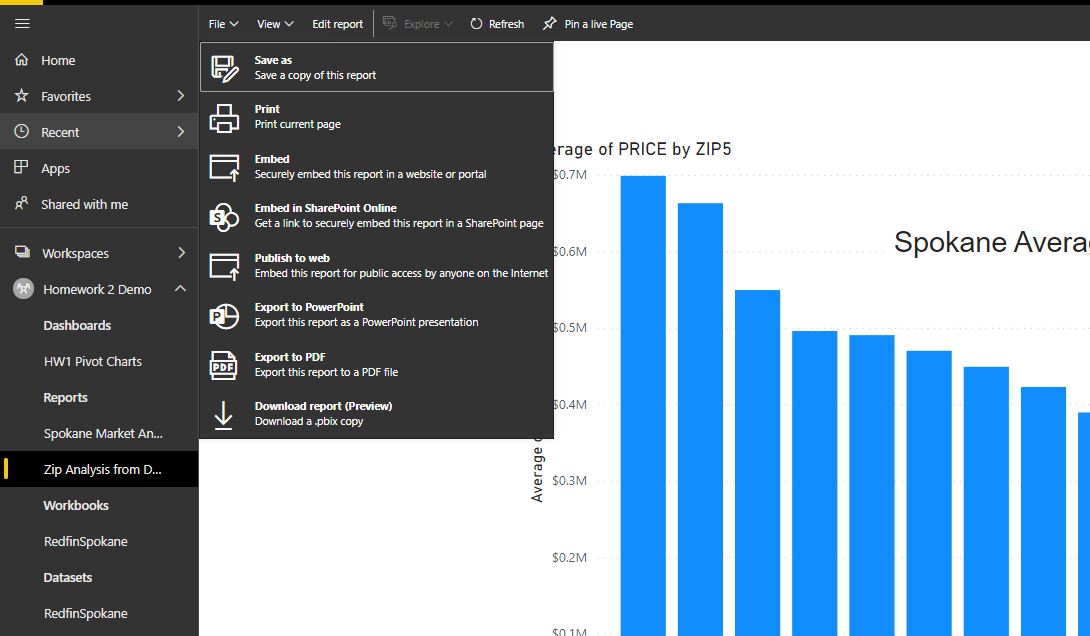 File View Edit report Explore Refresh Pin a live Page
Home
Favorites
Recent
Apps
Shared with me
Workspaces
Homework 2 Demo
Dashboards
HW1 Pivot Charts
Reports
Spokane Market An...
Zip Analysis from D...
Workbooks
RedfinSpokane
Datasets
RedfinSpokane
Save as
Save a copy of this report
Print
Print current page
Embed
Securely embed this report in a website or portal
Embed in SharePoint Online
Get a link to securely embed this report in a SharePoint page
Publish to web
Embed this report for public access by anyone on the Internet
Export to PowerPoint
Export this report as a PowerPoint presentation
PDF
Export to PDF
Export this report to a PDF file
Download report (Preview)
Download a .pbix copy
erage of PRICE by ZIP5
Spokane Avera
$0.7M
$0.6M
$0.5M
$0.4M
$0.3M
$0.2M
$0.1M
Average